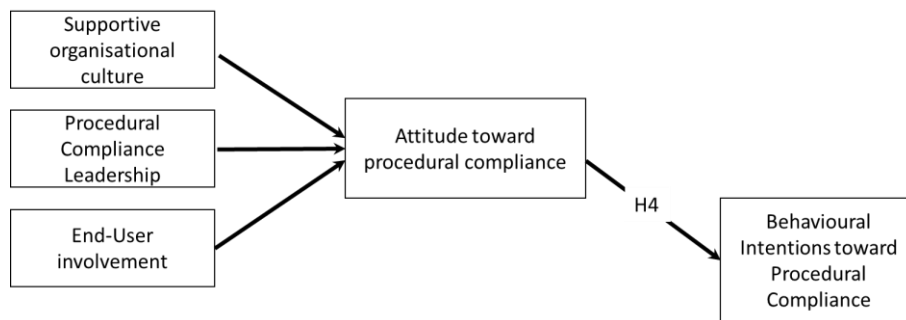 Supportive
organisational
culture
Procedural
Compliance
Leadership
End-User
involvement
Attitude toward
procedural compliance
H4
Behavioural
Intentions toward
Procedural
Compliance